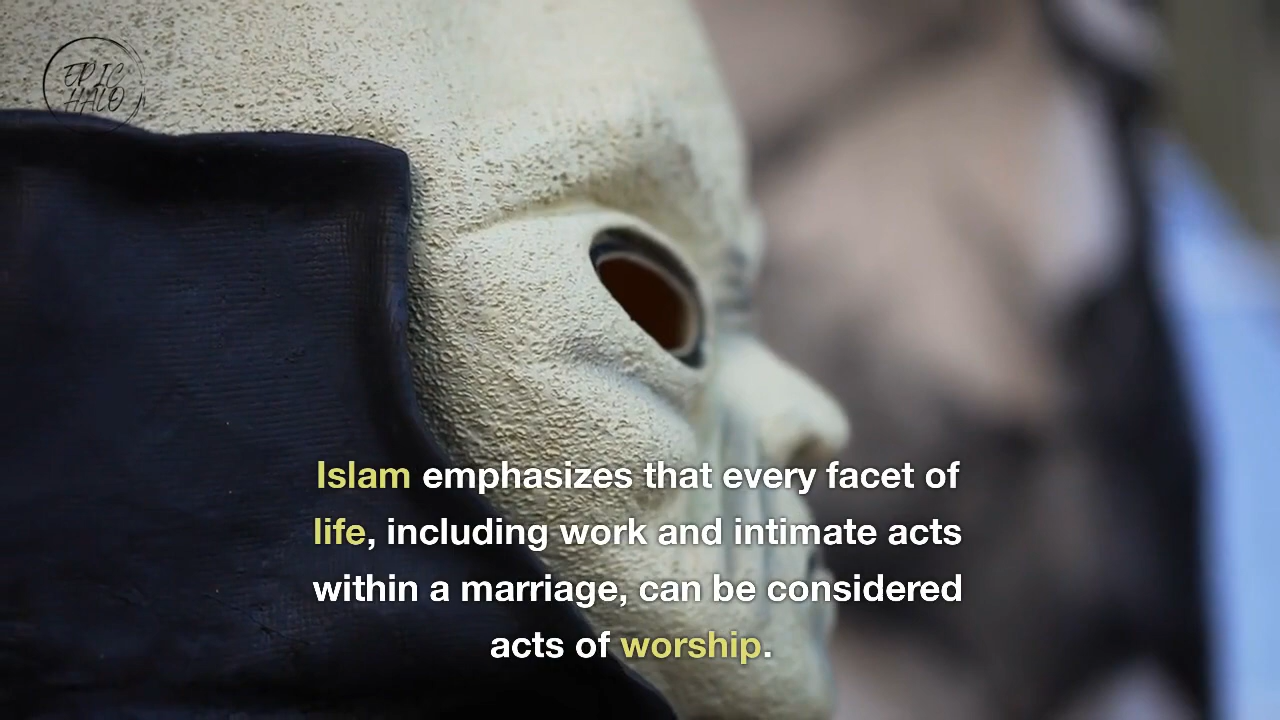 EPIC
HALO
Islam emphasizes that every facet of
life, including work and intimate acts
within a marriage, can be considered
acts of worship.